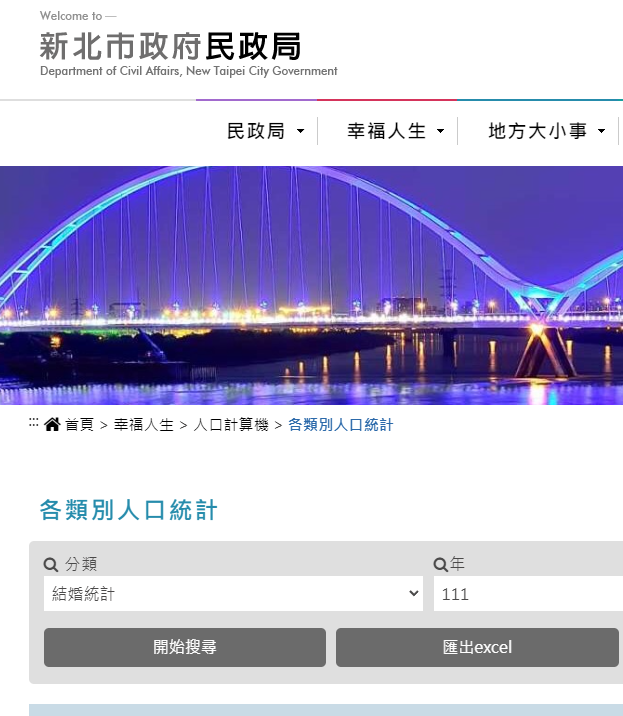 Welcome to —
新北市政府民政局
Department of Civil Affairs, New Taipei City Government
民政局 幸福人生 地方大小事
::: 首頁 > 幸福人生 > 人口計算機 > 各類別人口統計
各類別人口統計
分類 年
結婚統計 111
開始搜尋 匯出excel